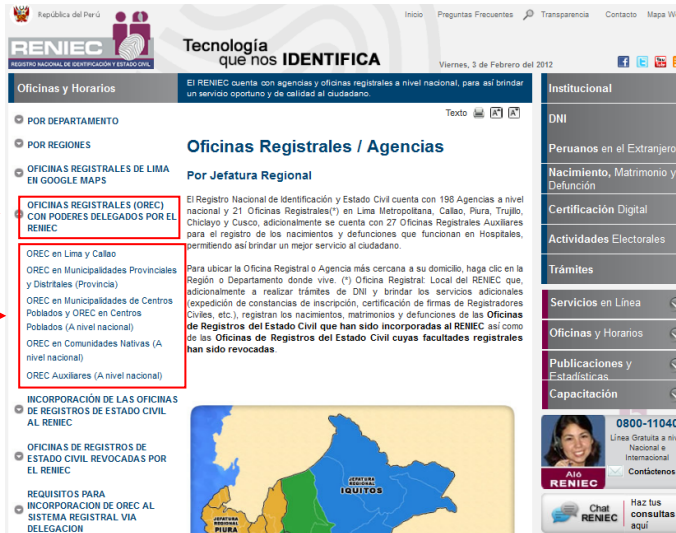 República del Perú
Inicio Preguntas Frecuentes Transparencia Contacto Mapa W
RENIEC
REGISTRO NACIONAL DE IDENTIFICACIÓN Y ESTADO CIVIL
Tecnología
que nos IDENTIFICA
Viernes, 3 de Febrero del 2012
Oficinas y Horarios
POR DEPARTAMENTO
POR REGIONES
OFICINAS REGISTRALES DE LIMA
EN GOOGLE MAPS
OFICINAS REGISTRALES (OREC)
CON PODERES DELEGADOS POR EL
RENIEC
OREC en Lima y Callao
OREC en Municipalidades Provinciales
y Distritales (Provincia)
OREC en Municipalidades de Centros
Poblados y OREC en Centros
Poblados (A nivel nacional)
OREC en Comunidades Nativas (A
nivel nacional)
OREC Auxiliares (A nivel nacional)
INCORPORACIÓN DE LAS OFICINAS
DE REGISTROS DE ESTADO CIVIL
AL RENIEC
OFICINAS DE REGISTROS DE
ESTADO CIVIL REVOCADAS POR
EL RENIEC
REQUISITOS PARA
INCORPORACION DE OREC AL
SISTEMA REGISTRAL VIA
DELEGACION
El RENIEC cuenta con agencias y oficinas registrales a nivel nacional, para así brindar
un servicio oportuno y de calidad al ciudadano.
Texto
Oficinas Registrales / Agencias
Por Jefatura Regional
El Registro Nacional de Identificación y Estado Civil cuenta con 198 Agencias a nivel
nacional y 21 Oficinas Registrales(*) en Lima Metropolitana, Callao, Piura, Trujillo,
Chiclayo y Cusco, adicionalmente se cuenta con 27 Oficinas Registrales Auxiliares
para el registro de los nacimientos y defunciones que funcionan en Hospitales,
permitiendo así brindar un mejor servicio al ciudadano.
Para ubicar la Oficina Registral o Agencia más cercana a su domicilio, haga clic en la
Región o Departamento donde vive. (*) Oficina Registral: Local del RENIEC que,
adicionalmente a realizar trámites de DNI y brindar los servicios adicionales
(expedición de constancias de inscripción, certificación de firmas de Registradores
Civiles, etc.), registran los nacimientos, matrimonios y defunciones de las Oficinas
de Registros del Estado Civil que han sido incorporadas al RENIEC así como
de las Oficinas de Registros del Estado Civil cuyas facultades registrales
han sido revocadas.
JEFATURA
REGIONAL
IQUITOS
JEFATURA
REGIONAL
PIURA
Institucional
DNI
Peruanos en el Extranjero
Nacimiento, Matrimonio y
Defunción
Certificación Digital
Actividades Electorales
Trámites
Servicios en Línea
Oficinas y Horarios
Publicaciones y
Estadísticas
Capacitación
0800-1104
Línea Gratuita a niv
Nacional e
Internacional
Contáctenos
Aló
RENIEC
Chat
RENIEC
Haz tus
consultas
aquí